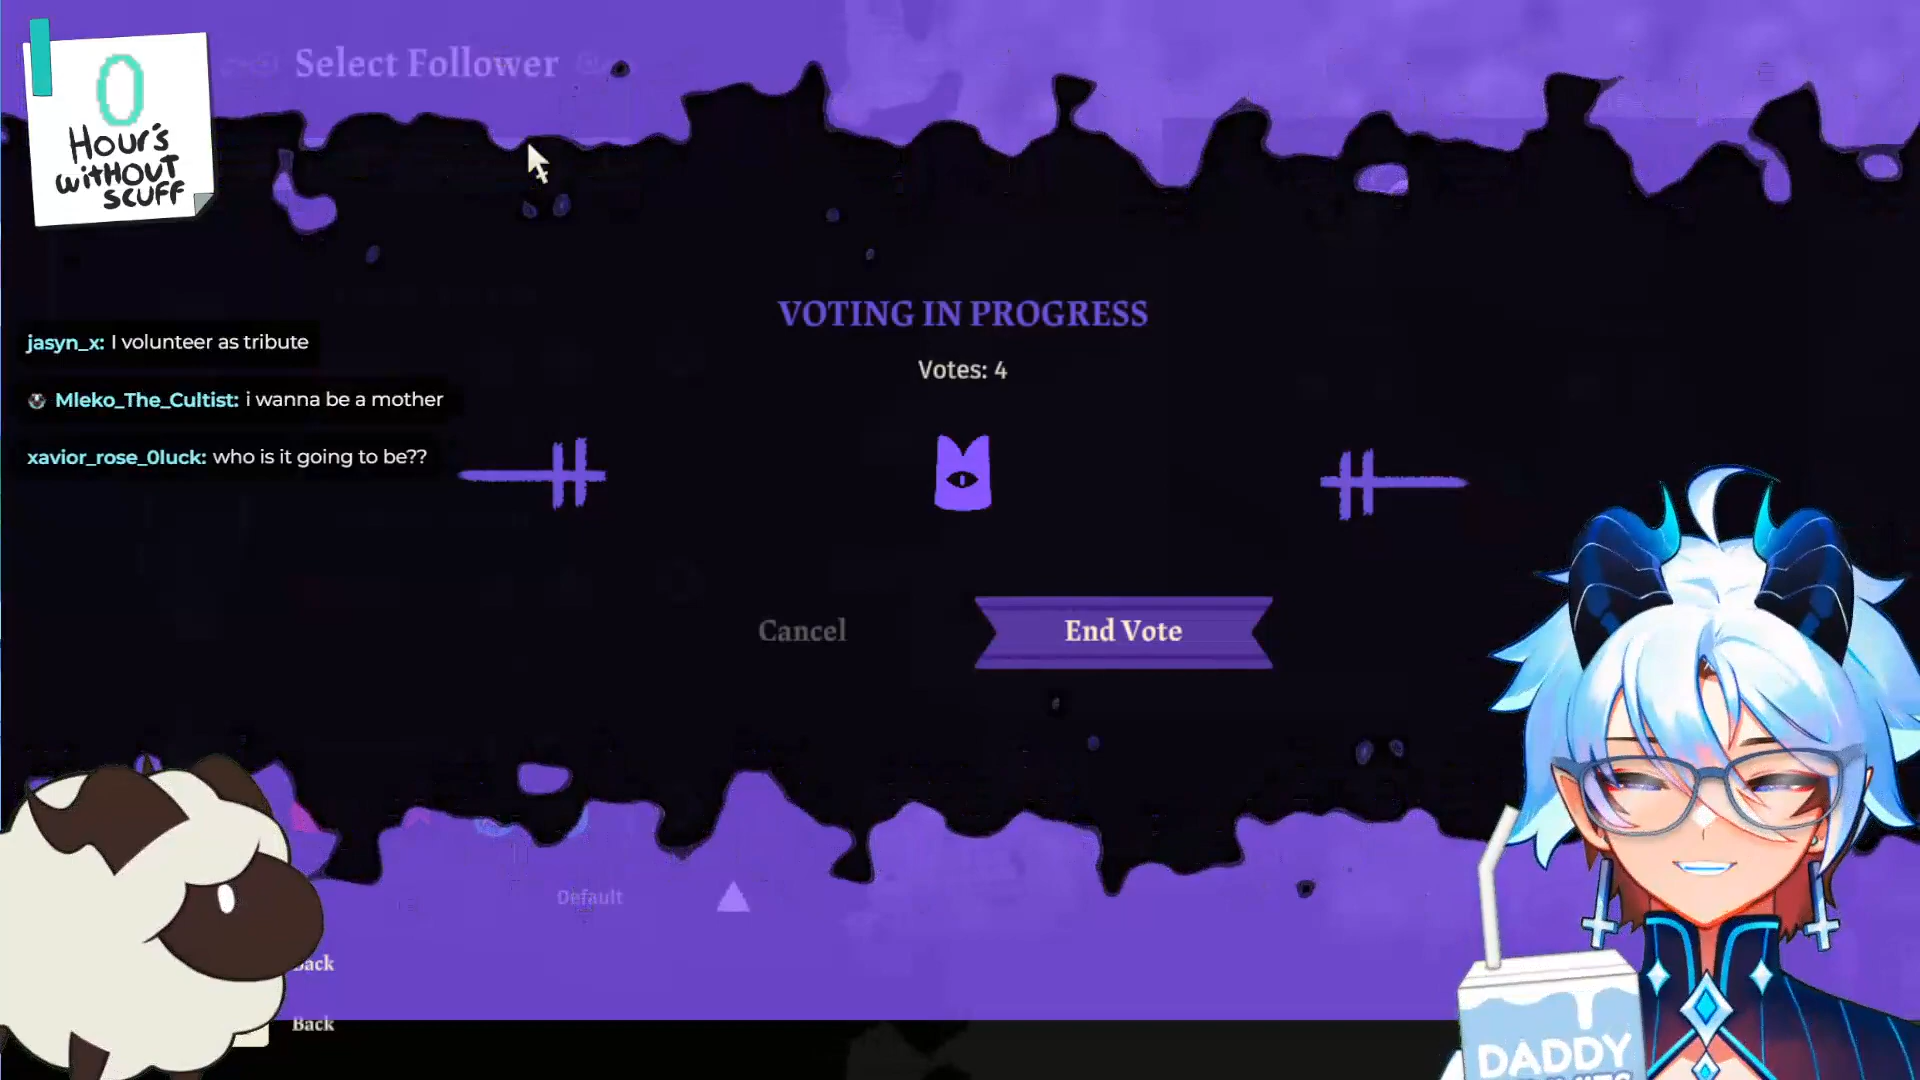 Select Follower
0
Hour's
without
scuff
VOTING IN PROGRESS
Votes: 4
jasyn_x: I volunteer as tribute
Mleko_The_Cultist: i wanna be a mother
xavior_rose_0luck: who is it going to be??
Cancel
End Vote
Default
Back
Back
DADDY